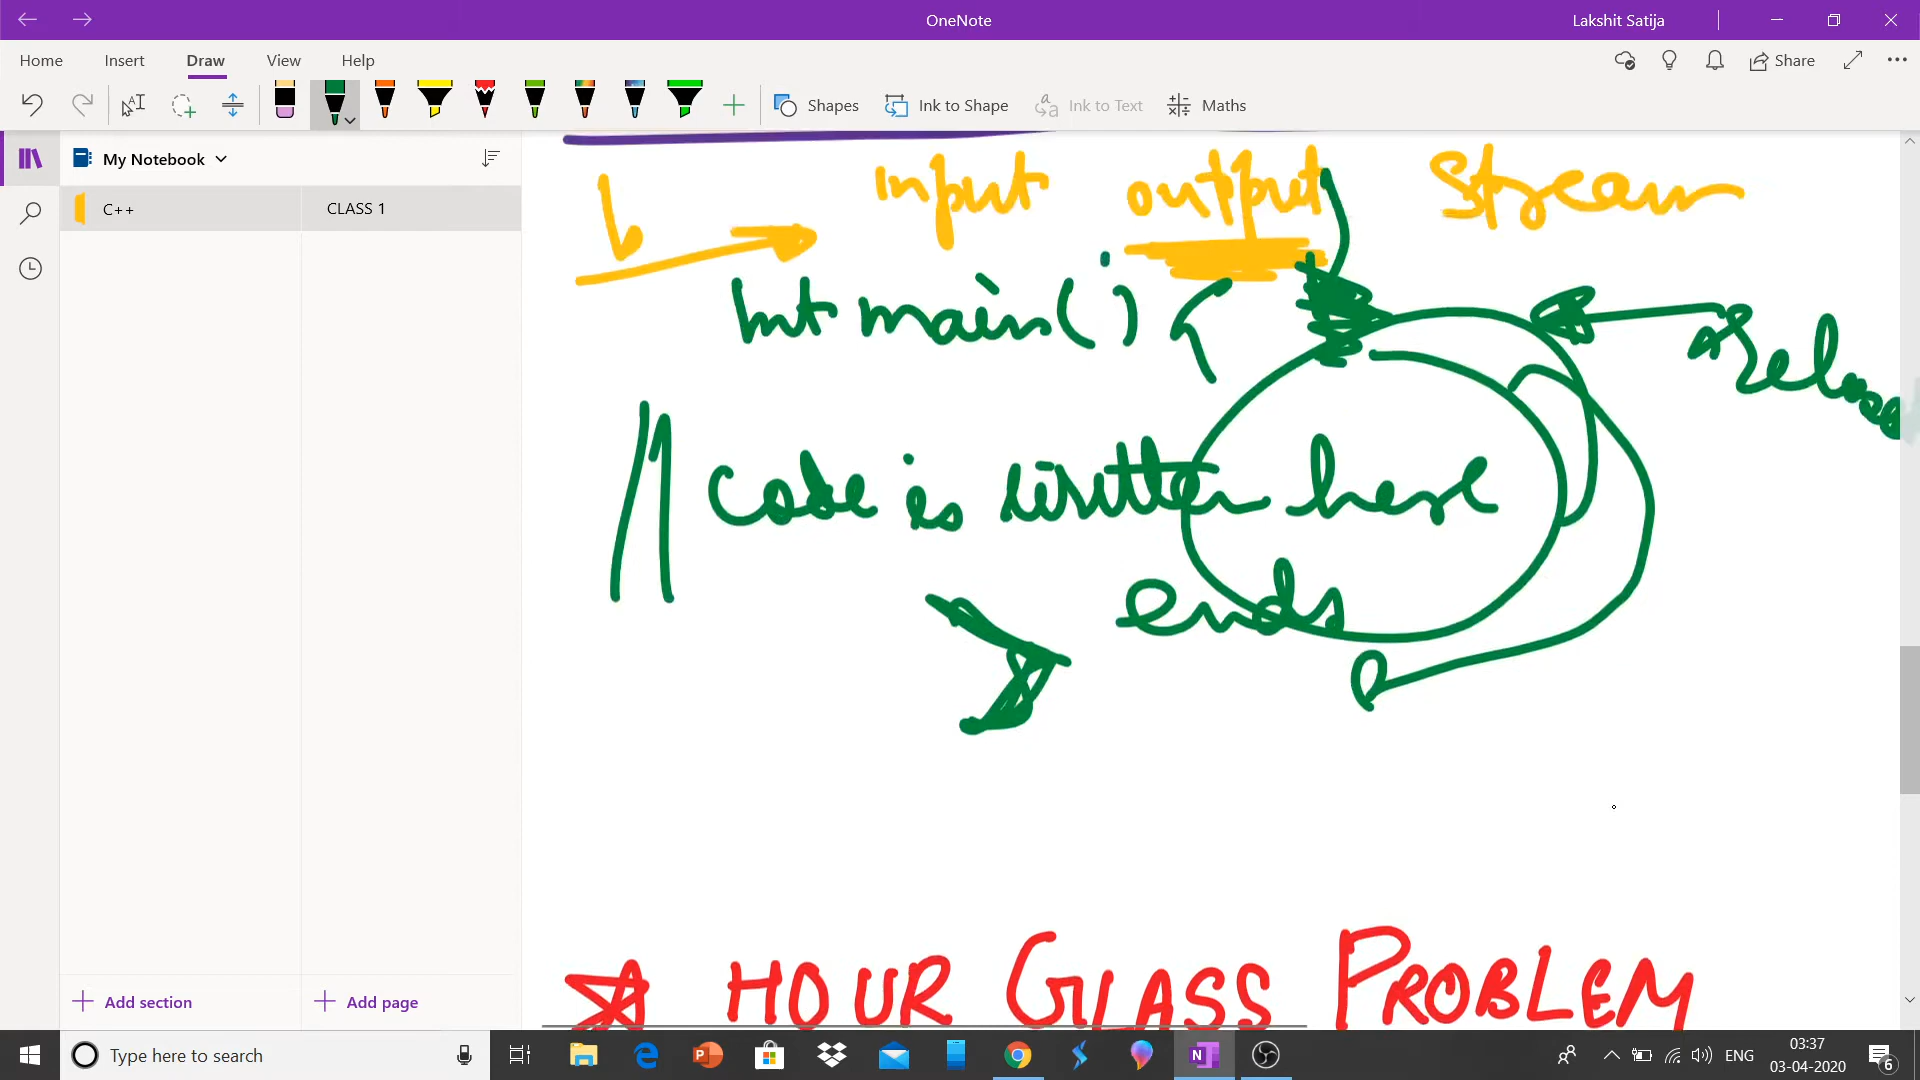 OneNote
Lakshit Satija
Home Insert Draw View Help
Share
Shapes Ink to Shape Ink to Text Maths
My Notebook
C++ CLASS 1
input output stream
b
int main() {
code is written here
ends
HOUR GLASS PROBLEM
Add section Add page
Type here to search
ENG
03:37
03-04-2020
6